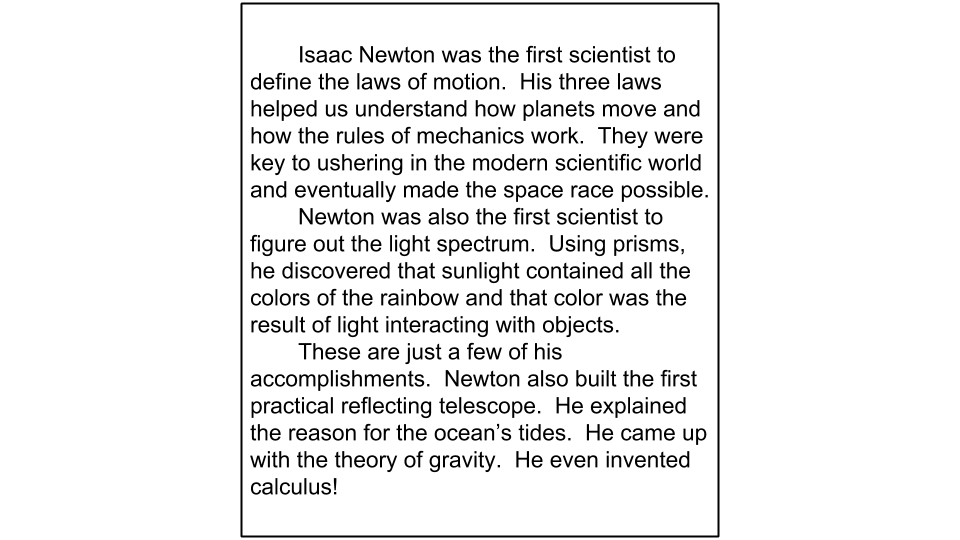 Isaac Newton was the first scientist to
define the laws of motion.  His three laws
helped us understand how planets move and
how the rules of mechanics work.  They were
key to ushering in the modern scientific world
and eventually made the space race possible.
Newton was also the first scientist to
figure out the light spectrum.  Using prisms,
he discovered that sunlight contained all the
colors of the rainbow and that color was the
result of light interacting with objects.
These are just a few of his
accomplishments.  Newton also built the first
practical reflecting telescope.  He explained
the reason for the ocean’s tides.  He came up
with the theory of gravity.  He even invented
calculus!